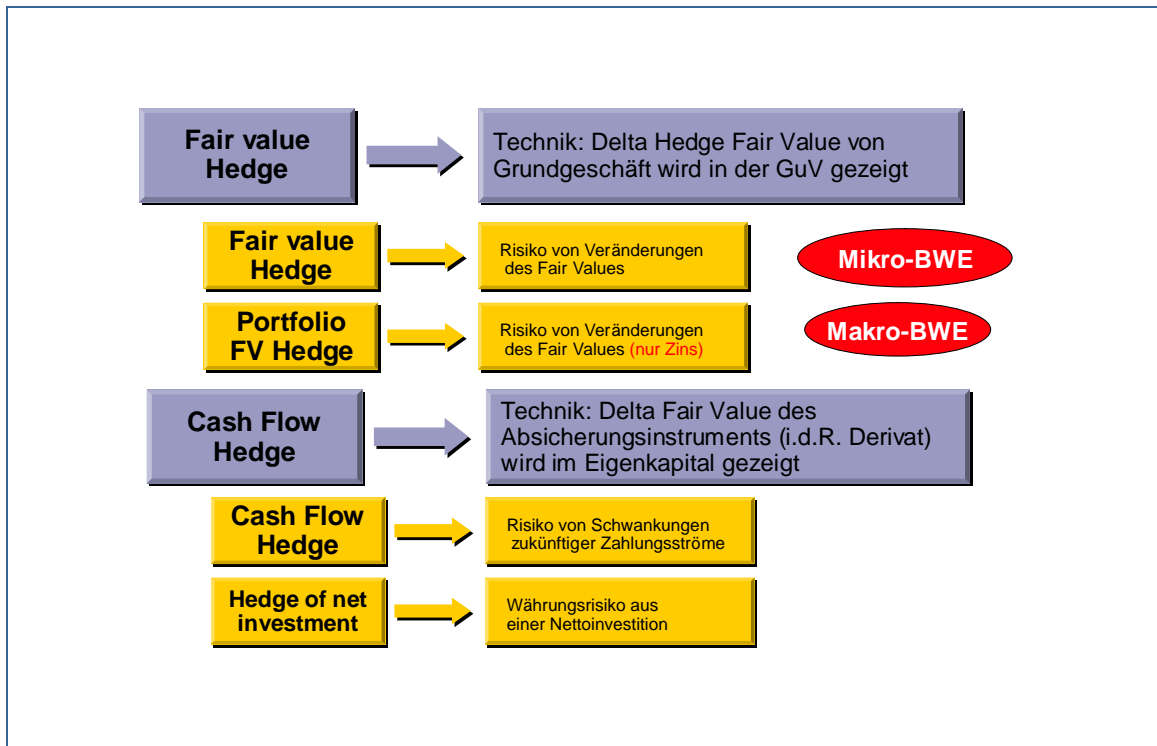 Fair value
Hedge
Technik: Delta Hedge Fair Value von
Grundgeschäft wird in der GuV gezeigt
Fair value
Hedge
Risiko von Veränderungen
des Fair Values
Mikro-BWE
Portfolio
FV Hedge
Risiko von Veränderungen
des Fair Values (nur Zins)
Makro-BWE
Cash Flow
Hedge
Technik: Delta Fair Value des
Absicherungsinstruments (i.d.R. Derivat)
wird im Eigenkapital gezeigt
Cash Flow
Hedge
Risiko von Schwankungen
zukünftiger Zahlungsströme
Hedge of net
investment
Währungsrisiko aus
einer Nettoinvestition